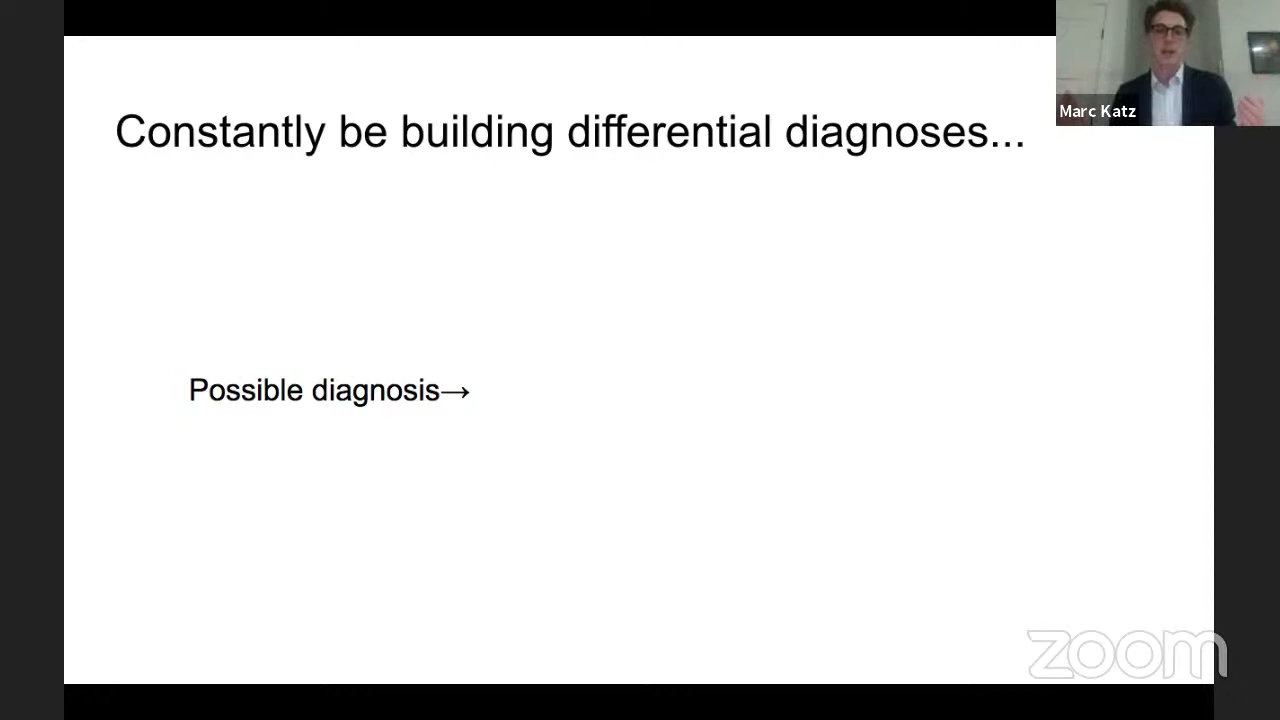 Marc Katz
Constantly be building differential diagnoses...
Possible diagnosis→
zoom